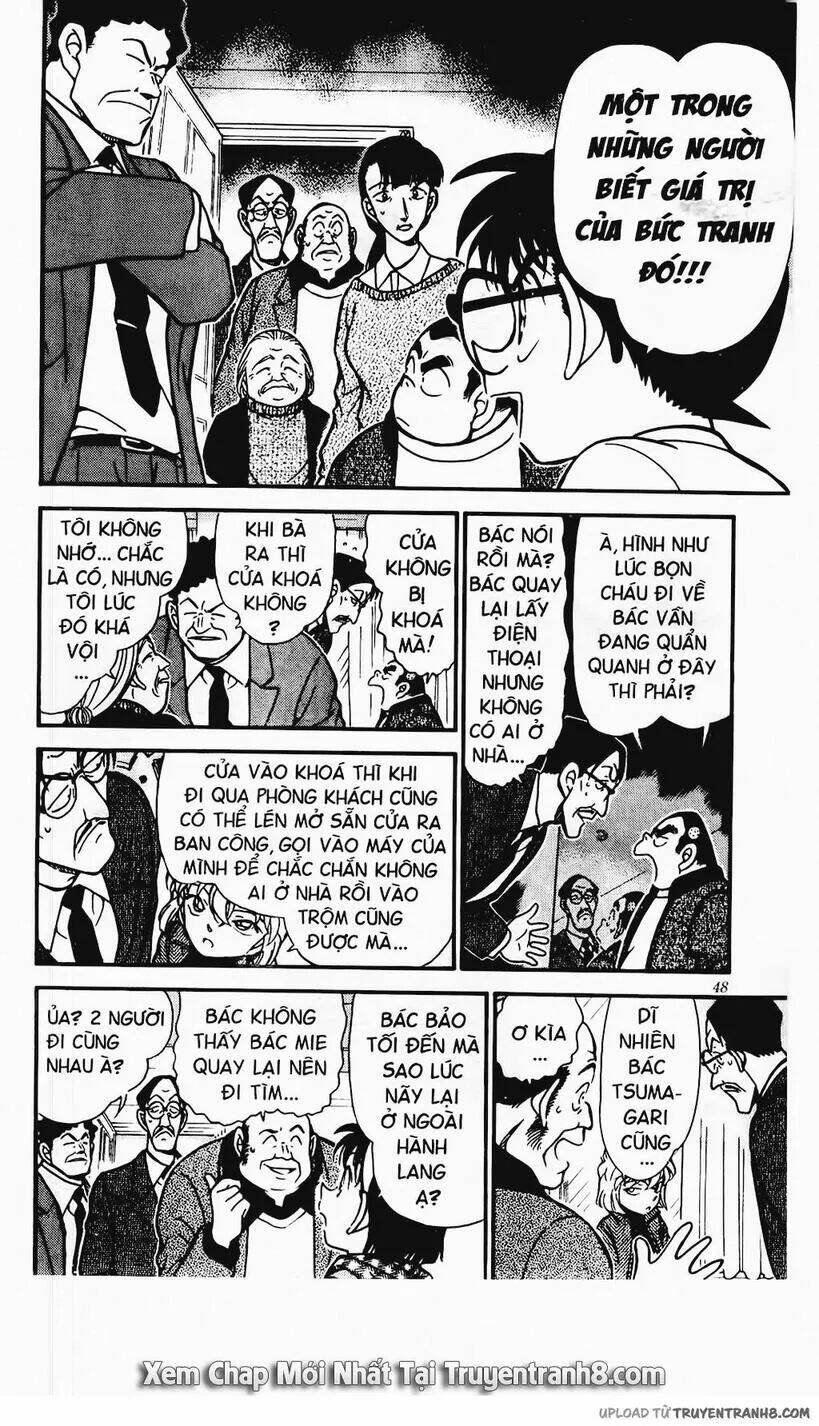 MỘT TRONG
NHỮNG NGƯỜI
BIẾT GIÁ TRỊ
CỦA BỨC TRANH
ĐÓ!!!
À, HÌNH NHƯ
LÚC BỌN
CHÁU ĐI VỀ
BÁC VẪN
ĐANG QUẨN
QUANH Ở ĐÂY
THÌ PHẢI?
BÁC NÓI
RỒI MÀ?
BÁC QUAY
LẠI LẤY
ĐIỆN
THOẠI
NHƯNG
KHÔNG
CÓ AI Ở
NHÀ...
CỬA
KHÔNG
BỊ
KHOÁ
MÀ!
KHI BÀ
RA THÌ
CỬA KHOÁ
KHÔNG
?
TÔI KHÔNG
NHỚ... CHẮC
LÀ CÓ, NHƯNG
TÔI LÚC
ĐÓ KHÁ
VỘI
...
CỬA VÀO KHOÁ THÌ KHI
ĐI QUA PHÒNG KHÁCH CŨNG
CÓ THỂ LÉN MỞ SẴN CỬA RA
BAN CÔNG, GỌI VÀO MÁY CỦA
MÌNH ĐỂ CHẮC CHẮN KHÔNG
AI Ở NHÀ RỒI VÀO
TRỘM CŨNG
ĐƯỢC MÀ...
48
DĨ
NHIÊN
BÁC
TSUMA-
GARI
CŨNG
...
Ơ KÌA
...
BÁC BẢO
TỐI ĐẾN MÀ
SAO LÚC
NÃY LẠI
Ở NGOÀI
HÀNH
LANG
Ạ?
BÁC KHÔNG
THẤY BÁC MIE
QUAY LẠI NÊN
ĐI TÌM...
ỦA? 2 NGƯỜI
ĐI CÙNG
NHAU À?
Xem Chap Mới Nhất Tại Truyentranh8.com
UPLOAD TỪ TRUYENTRANH8.COM